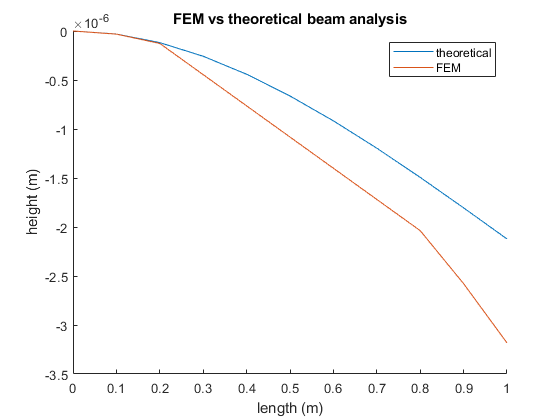 FEM vs theoretical beam analysis
×10-6
theoretical
FEM
0
-0.5
-1
-1.5
-2
-2.5
-3
-3.5
height (m)
0 0.1 0.2 0.3 0.4 0.5 0.6 0.7 0.8 0.9 1
length (m)